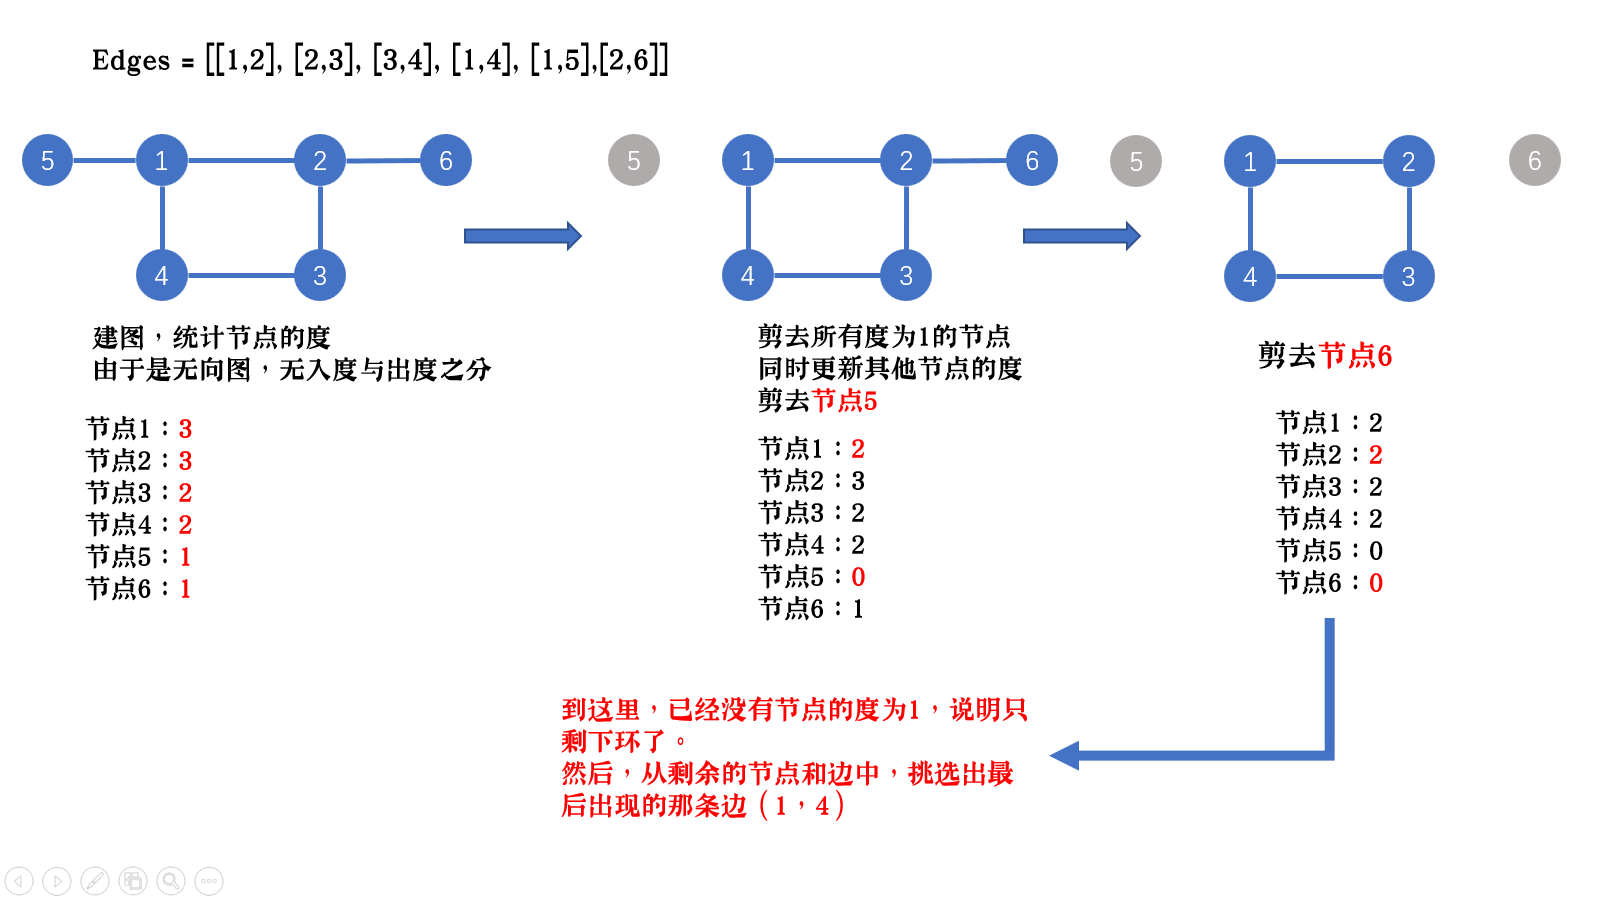 Edges = [[1,2], [2,3], [3,4], [1,4], [1,5],[2,6]]
5 1 2 6
4 3
5 1 2 6
4 3
5 1 2 6
4 3
建图，统计节点的度
由于是无向图，无入度与出度之分
节点1：3
节点2：3
节点3：2
节点4：2
节点5：1
节点6：1
剪去所有度为1的节点
同时更新其他节点的度
剪去节点5
节点1：2
节点2：3
节点3：2
节点4：2
节点5：0
节点6：1
剪去节点6
节点1：2
节点2：2
节点3：2
节点4：2
节点5：0
节点6：0
到这里，已经没有节点的度为1，说明只
剩下环了。
然后，从剩余的节点和边中，挑选出最
后出现的那条边（1，4）